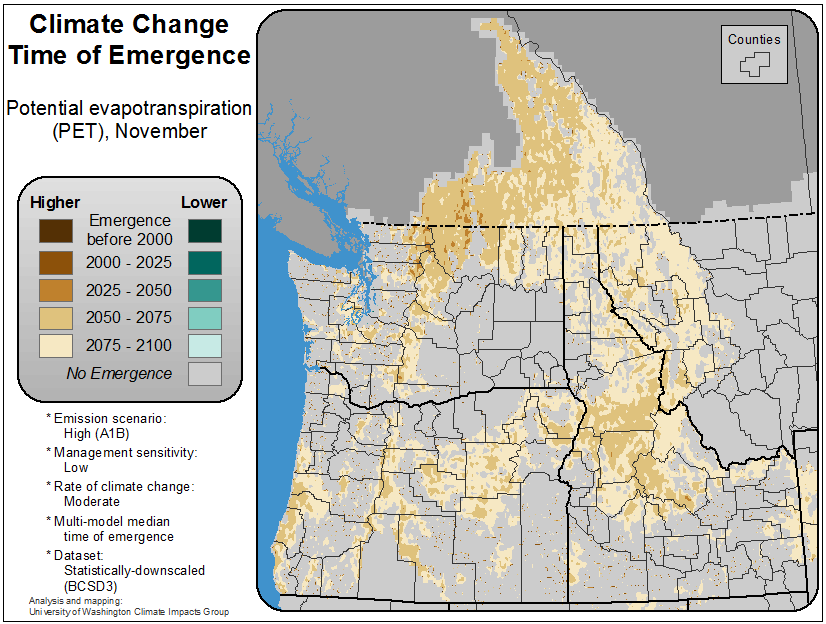 Climate Change
Time of Emergence
Potential evapotranspiration
(PET), November
Counties
Higher
Lower
Emergence
before 2000
2000 - 2025
2025 - 2050
2050 - 2075
2075 - 2100
No Emergence
* Emission scenario:
High (A1B)
* Management sensitivity:
Low
* Rate of climate change:
Moderate
* Multi-model median
time of emergence
* Dataset:
Statistically-downscaled
(BCSD3)
Analysis and mapping:
University of Washington Climate Impacts Group